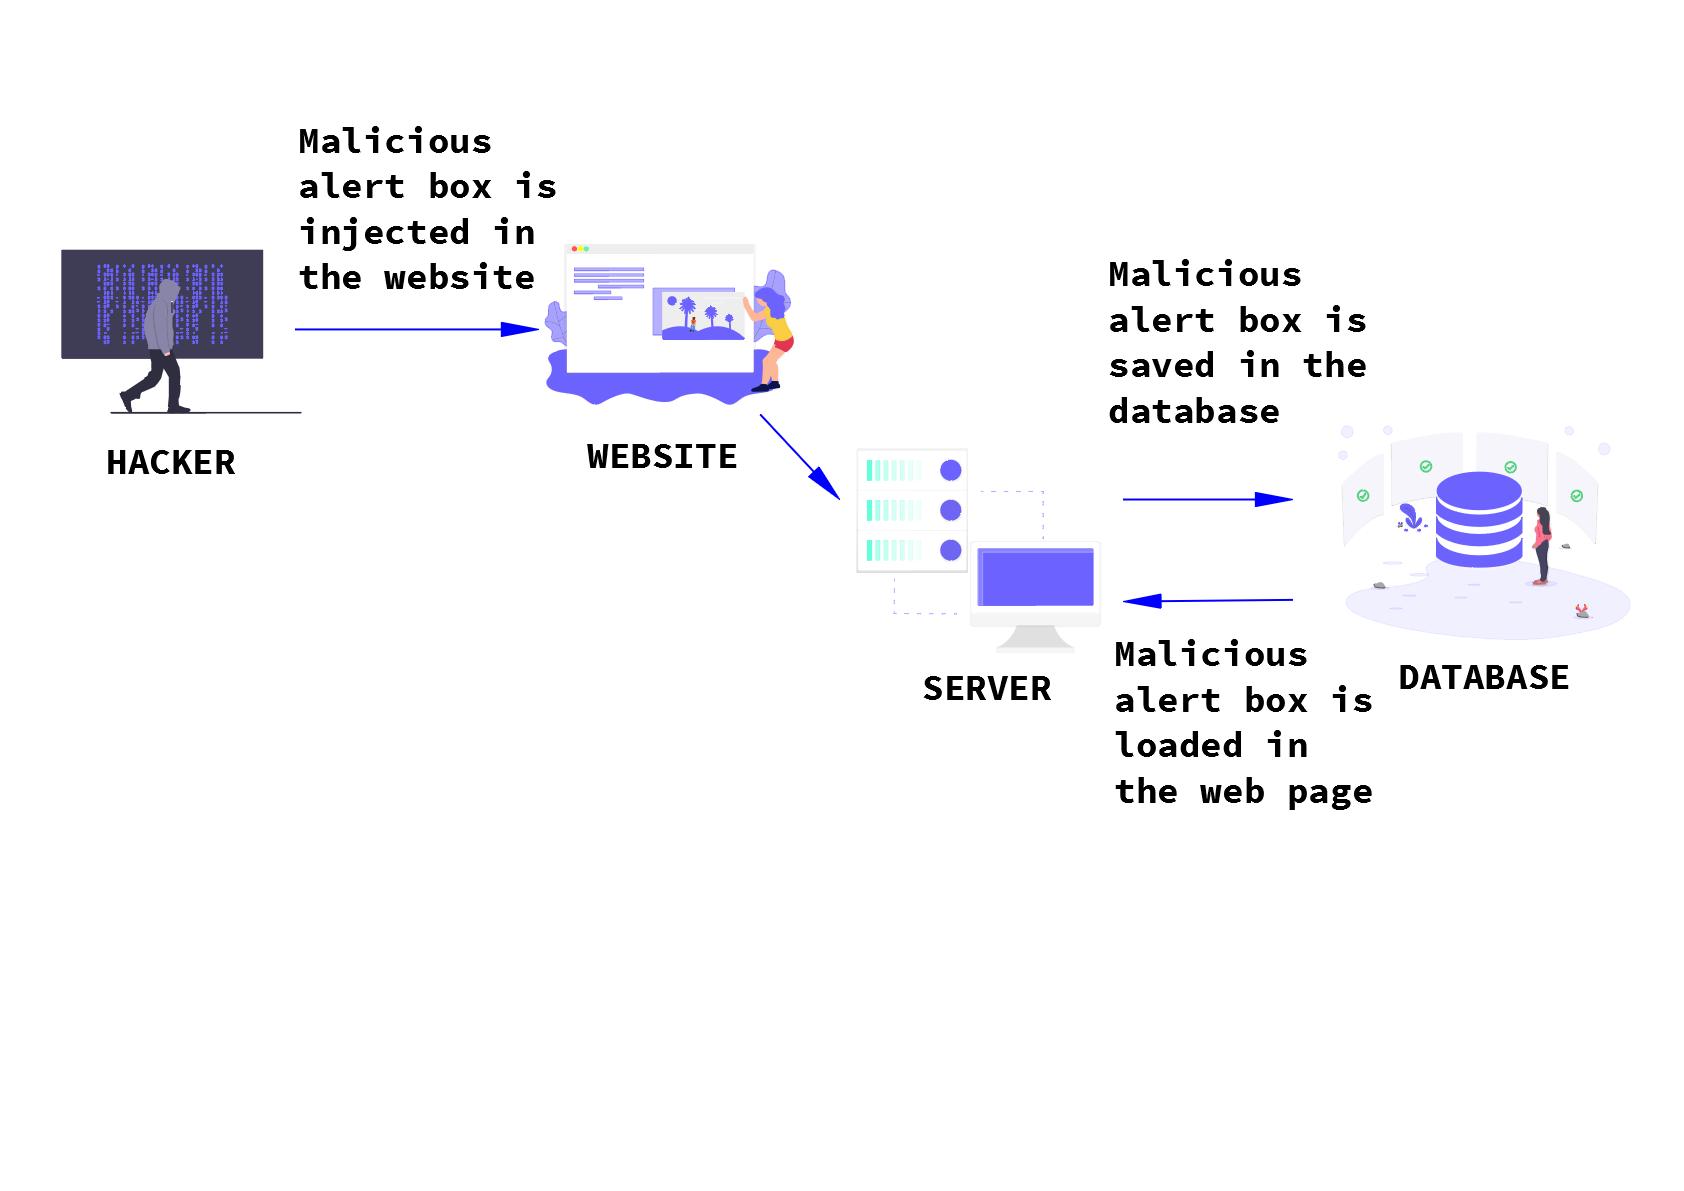 Malicious
alert box is
injected in
the website
HACKER
WEBSITE
Malicious
alert box is
saved in the
database
SERVER
DATABASE
Malicious
alert box is
loaded in
the web page